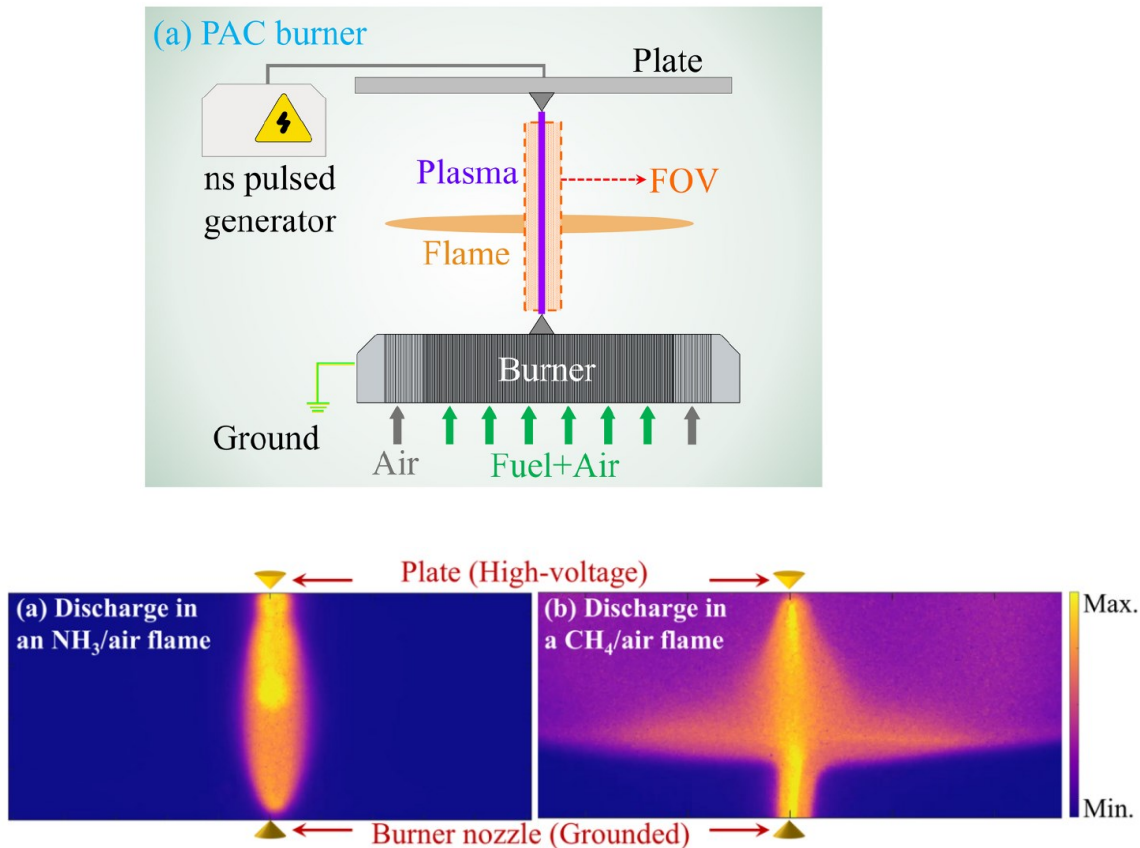 (a) PAC burner
Plate
Plasma
FOV
ns pulsed
generator
Flame
Burner
Ground
Air
Fuel+Air
Plate (High-voltage)
(a) Discharge in
an NH₃/air flame
(b) Discharge in
a CH₄/air flame
Max.
Min.
Burner nozzle (Grounded)